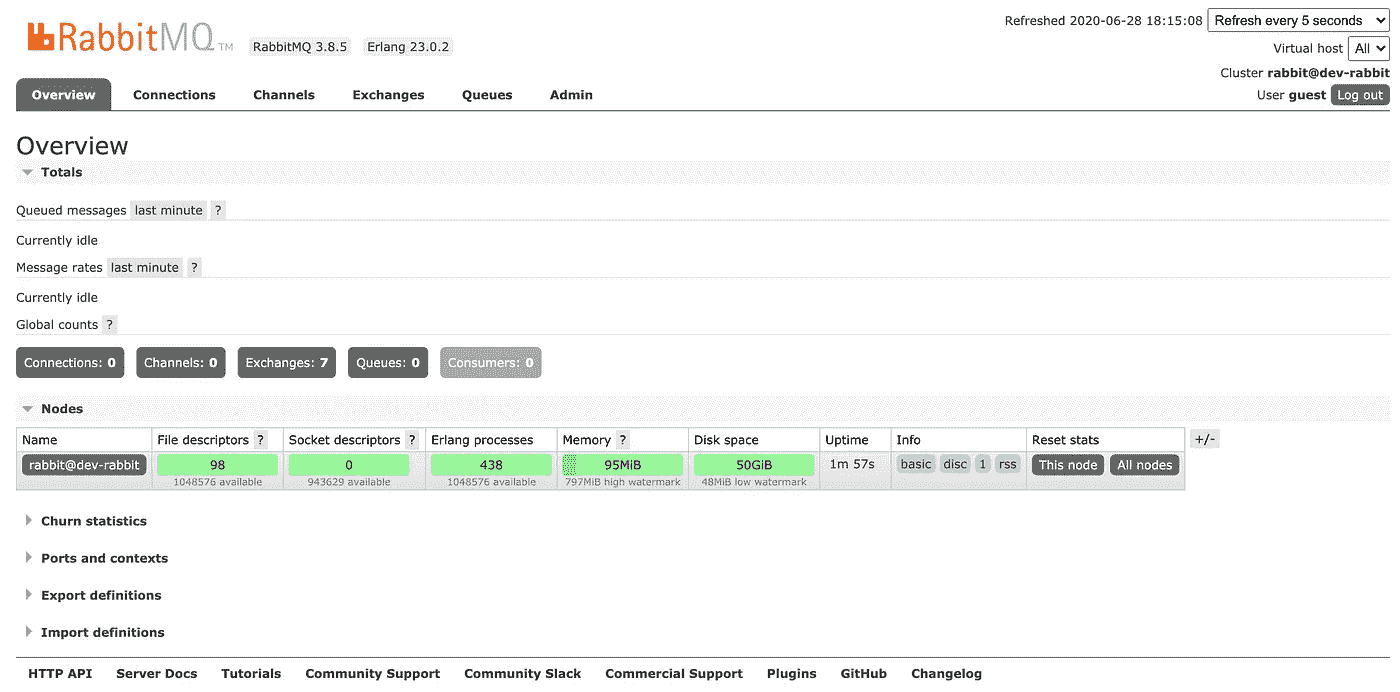 RabbitMQ TM RabbitMQ 3.8.5 Erlang 23.0.2
Refreshed 2020-06-28 18:15:08 Refresh every 5 seconds
Virtual host All
Cluster rabbit@dev-rabbit
User guest Log out
Overview Connections Channels Exchanges Queues Admin
Overview
Totals
Queued messages last minute ?
Currently idle
Message rates last minute ?
Currently idle
Global counts ?
Connections: 0 Channels: 0 Exchanges: 7 Queues: 0 Consumers: 0
Nodes
Name File descriptors ? Socket descriptors ? Erlang processes Memory ? Disk space Uptime Info Reset stats +/-
rabbit@dev-rabbit 98 0 438 95MiB 50GiB 1m 57s basic disc 1 rss This node All nodes
1048576 available 943629 available 1048576 available 797MiB high watermark 48MiB low watermark
Churn statistics
Ports and contexts
Export definitions
Import definitions
HTTP API Server Docs Tutorials Community Support Community Slack Commercial Support Plugins GitHub Changelog